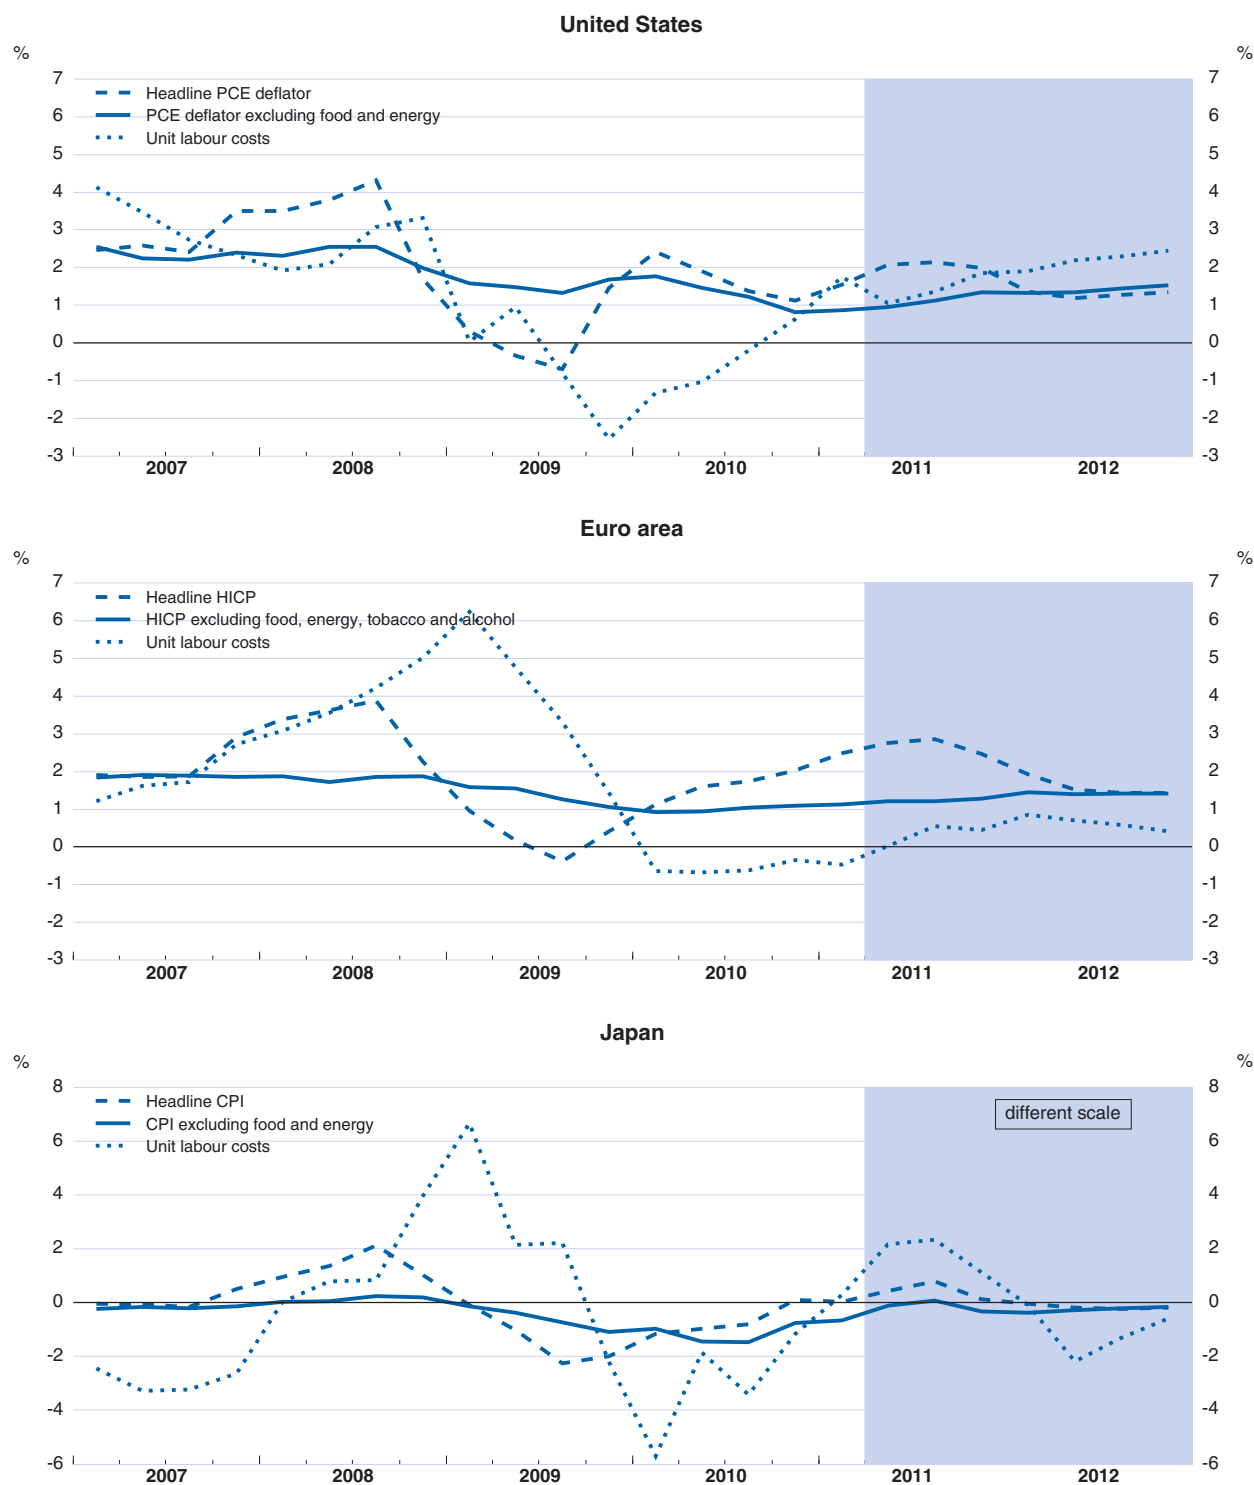 United States
% %
7 7
Headline PCE deflator
6 PCE deflator excluding food and energy 6
Unit labour costs
5 5
4 4
3 3
2 2
1 1
0 0
-1 -1
-2 -2
-3 -3
2007 2008 2009 2010 2011 2012
Euro area
% %
7 7
Headline HICP
6 HICP excluding food, energy, tobacco and alcohol 6
Unit labour costs
5 5
4 4
3 3
2 2
1 1
0 0
-1 -1
-2 -2
-3 -3
2007 2008 2009 2010 2011 2012
Japan
% %
8 8
Headline CPI different scale
CPI excluding food and energy
6 Unit labour costs 6
4 4
2 2
0 0
-2 -2
-4 -4
-6 -6
2007 2008 2009 2010 2011 2012